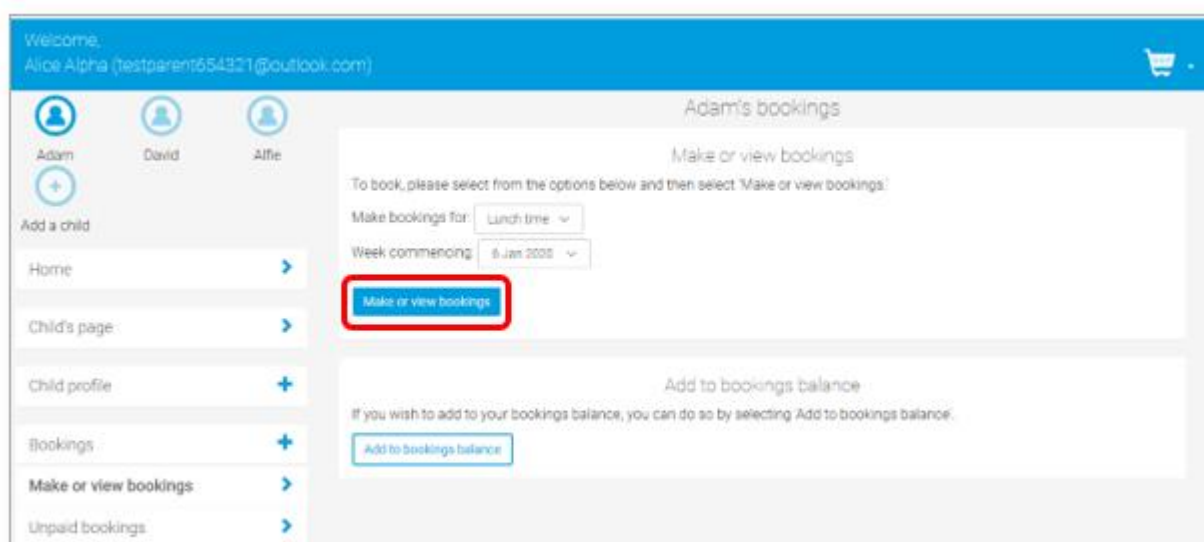 Welcome,
Alice Alpha (testparent654321@outlook.com)
Adam
David
Alfie
Add a child
Home
Child's page
Child profile
Bookings
Make or view bookings
Unpaid bookings
Adam's bookings
Make or view bookings
To book, please select from the options below and then select 'Make or view bookings.'
Make bookings for: Lunch time
Week commencing: 6 Jan 2020
Make or view bookings
Add to bookings balance
If you wish to add to your bookings balance, you can do so by selecting 'Add to bookings balance'.
Add to bookings balance